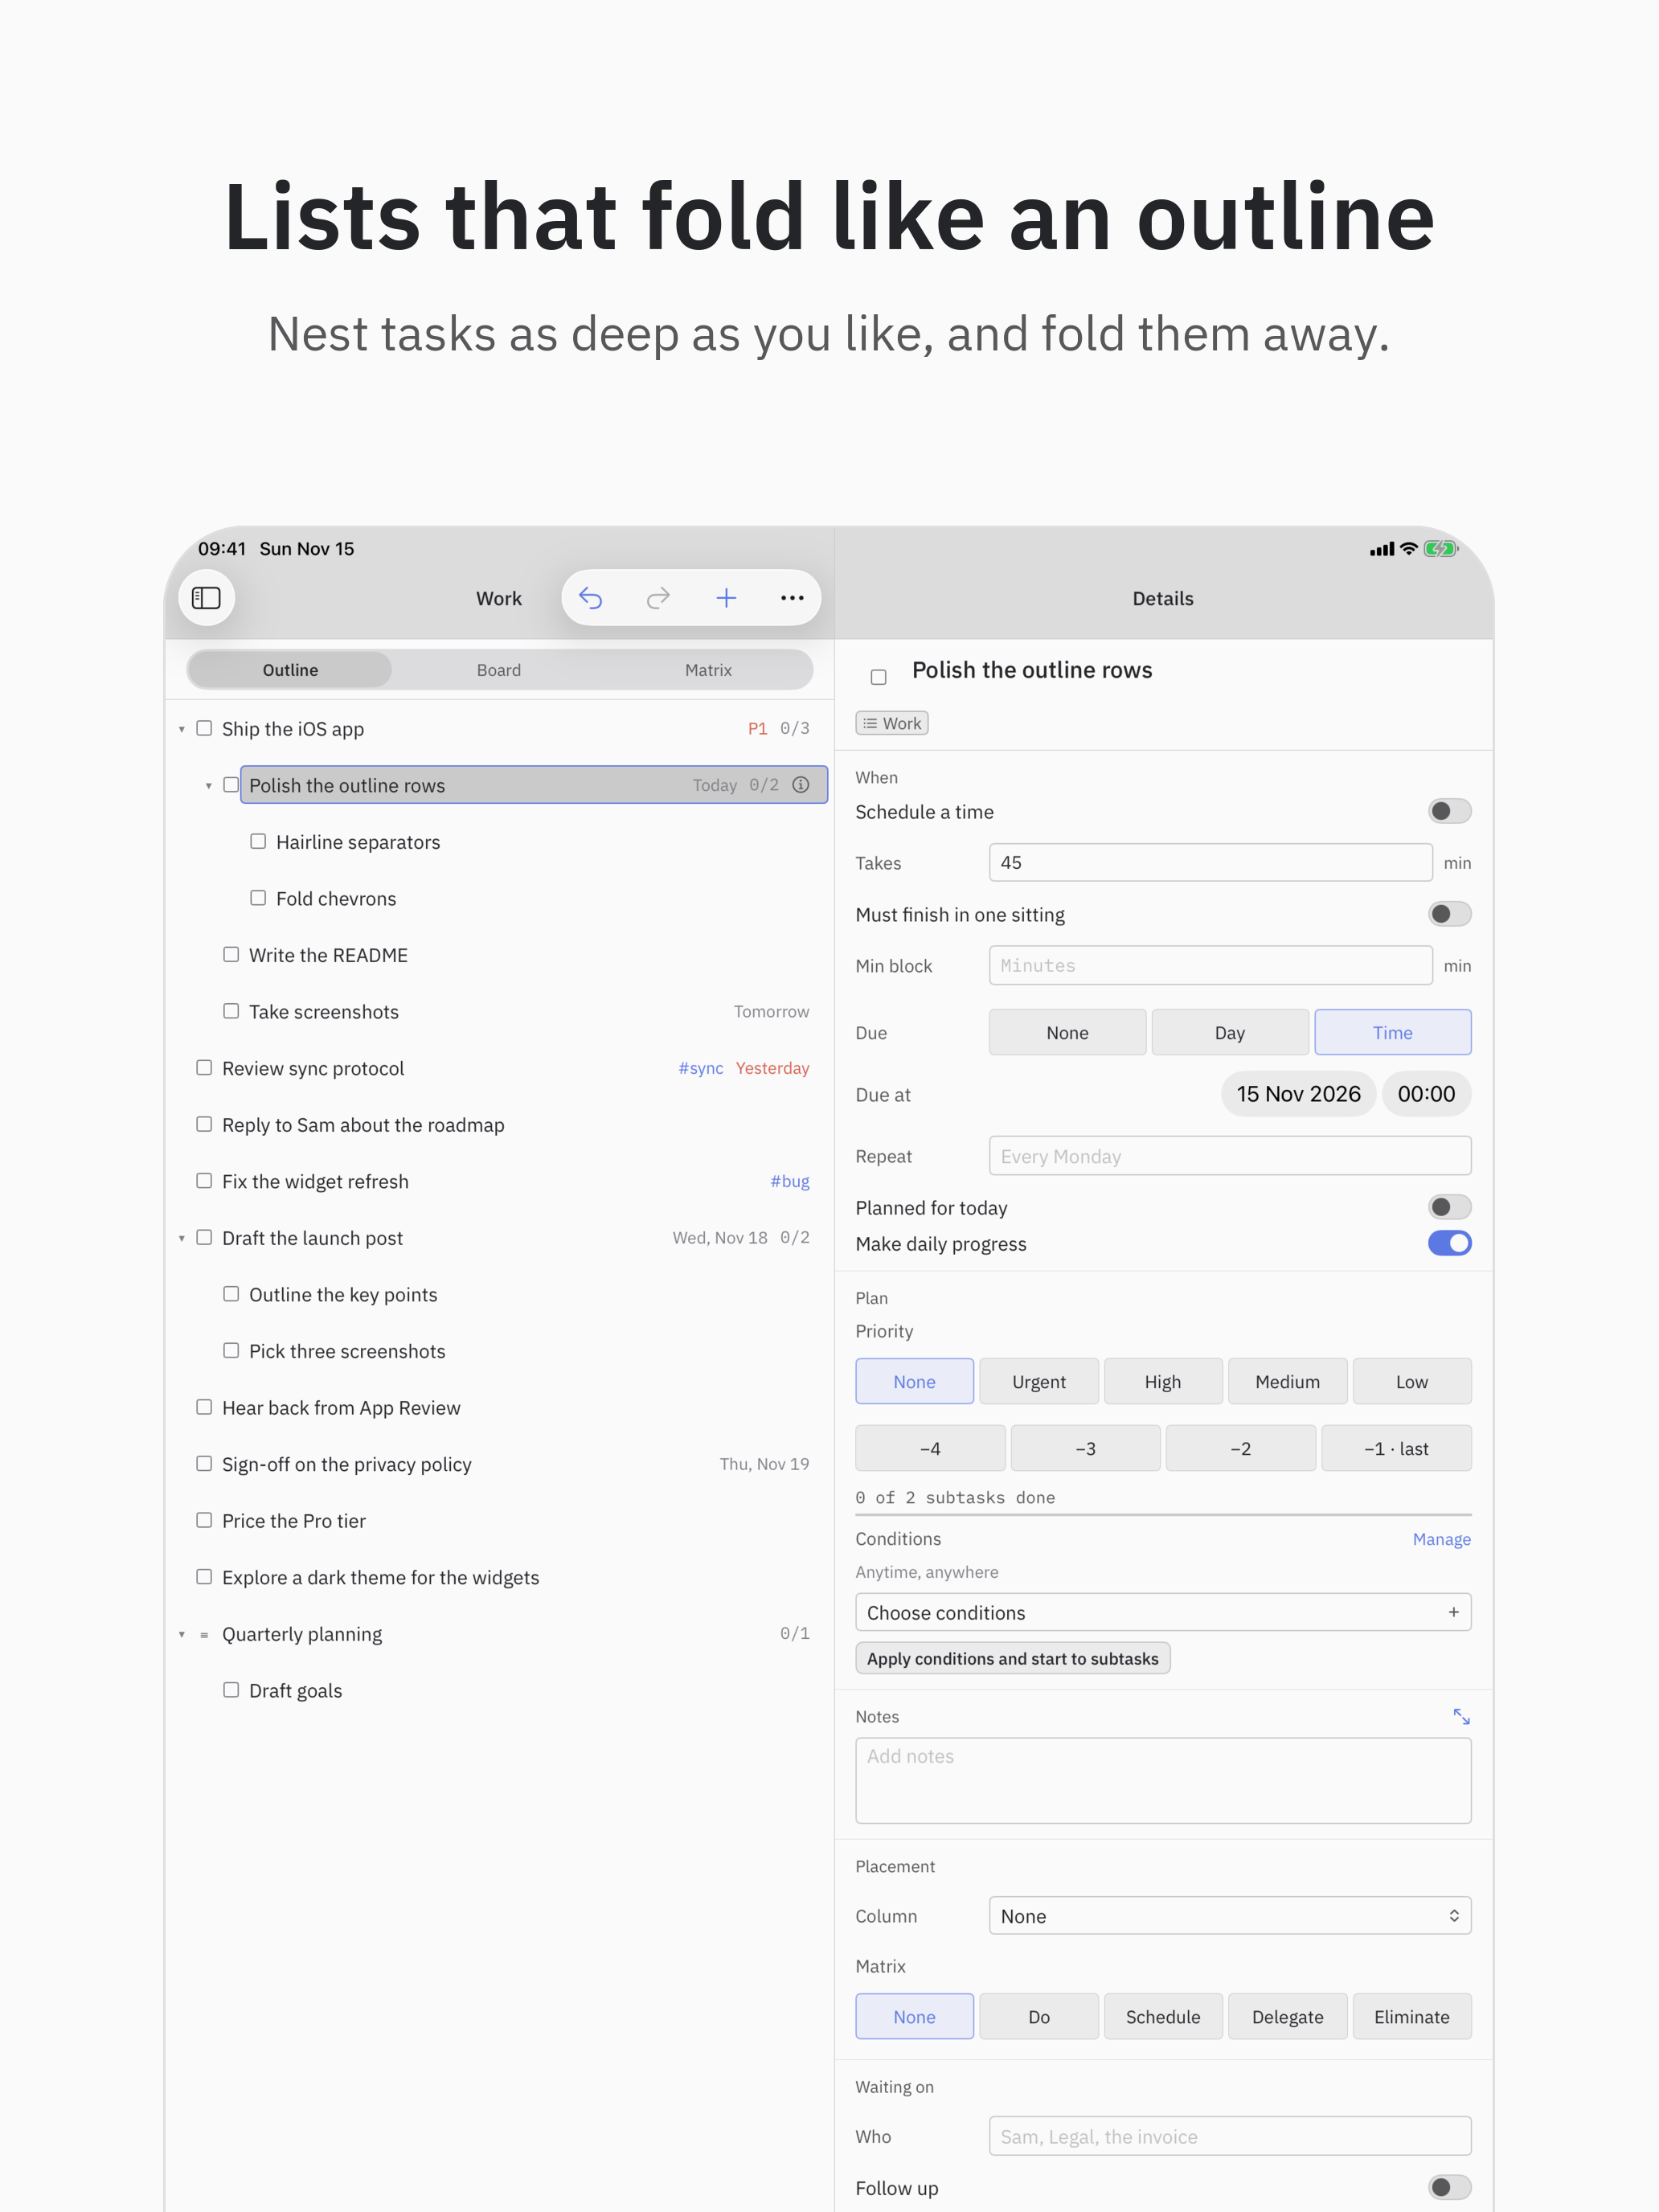 Lists that fold like an outline
Nest tasks as deep as you like, and fold them away.
09:41 Sun Nov 15
Work
Outline Board Matrix
Ship the iOS app P1 0/3
Polish the outline rows Today 0/2
Hairline separators
Fold chevrons
Write the README
Take screenshots Tomorrow
Review sync protocol #sync Yesterday
Reply to Sam about the roadmap
Fix the widget refresh #bug
Draft the launch post Wed, Nov 18 0/2
Outline the key points
Pick three screenshots
Hear back from App Review
Sign-off on the privacy policy Thu, Nov 19
Price the Pro tier
Explore a dark theme for the widgets
Quarterly planning 0/1
Draft goals
Details
Polish the outline rows
Work
When
Schedule a time
Takes 45 min
Must finish in one sitting
Min block Minutes min
Due None Day Time
Due at 15 Nov 2026 00:00
Repeat Every Monday
Planned for today
Make daily progress
Plan
Priority
None Urgent High Medium Low
−4 −3 −2 −1 · last
0 of 2 subtasks done
Conditions Manage
Anytime, anywhere
Choose conditions +
Apply conditions and start to subtasks
Notes
Add notes
Placement
Column None
Matrix
None Do Schedule Delegate Eliminate
Waiting on
Who Sam, Legal, the invoice
Follow up